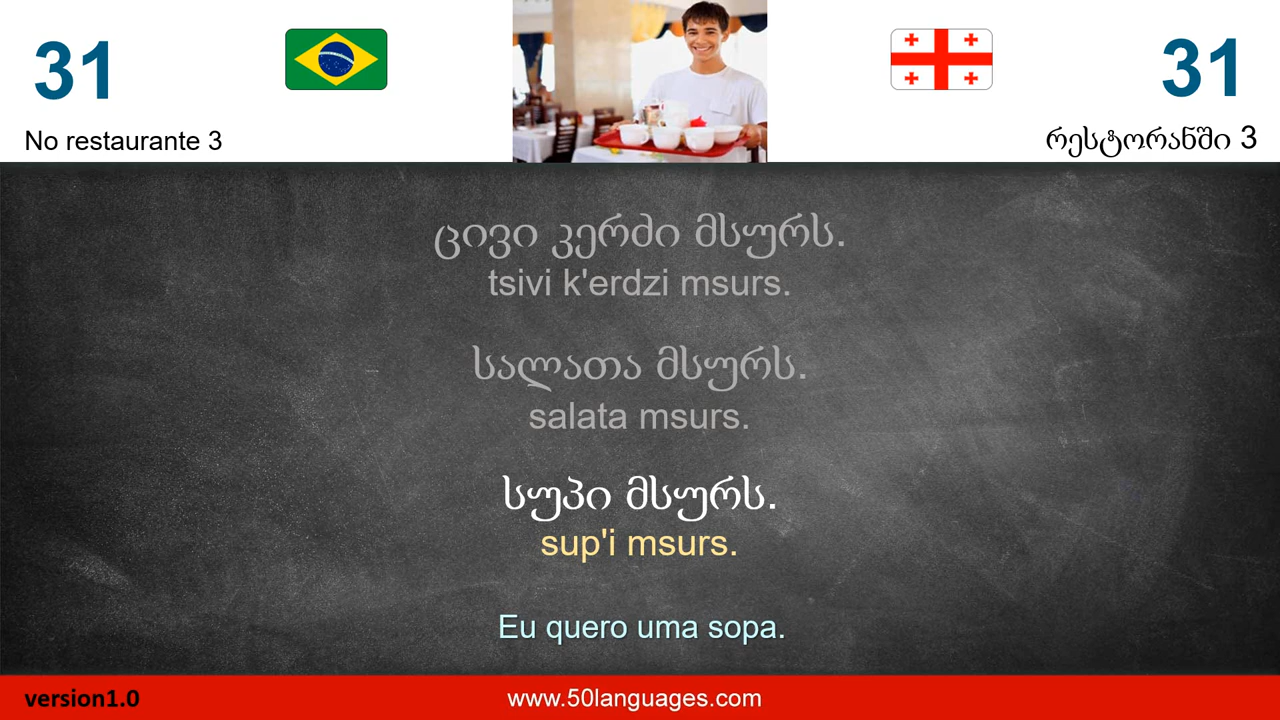 31
31
No restaurante 3
რესტორანში 3
ცივი კერძი მსურს.
tsivi k'erdzi msurs.
სალათა მსურს.
salata msurs.
სუპი მსურს.
sup'i msurs.
Eu quero uma sopa.
version1.0
www.50languages.com